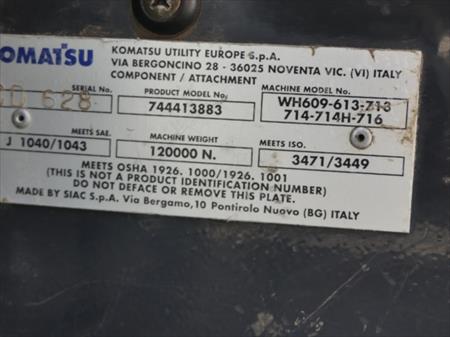 OMATSU
KOMATSU UTILITY EUROPE S.p.A.
VIA BERGONCINO 28 - 36025 NOVENTA VIC. (VI) ITALY
COMPONENT / ATTACHMENT
SERIAL No.
PRODUCT MODEL No.
MACHINE MODEL No.
628
744413883
WH609-613-713
714-714H-716
MEETS SAE.
MACHINE WEIGHT
MEETS ISO.
J 1040/1043
120000 N.
3471/3449
MEETS OSHA 1926. 1000/1926. 1001
(THIS IS NOT A PRODUCT IDENTIFICATION NUMBER)
DO NOT DEFACE OR REMOVE THIS PLATE.
MADE BY SIAC S.p.A. Via Bergamo,10 Pontirolo Nuovo (BG) ITALY